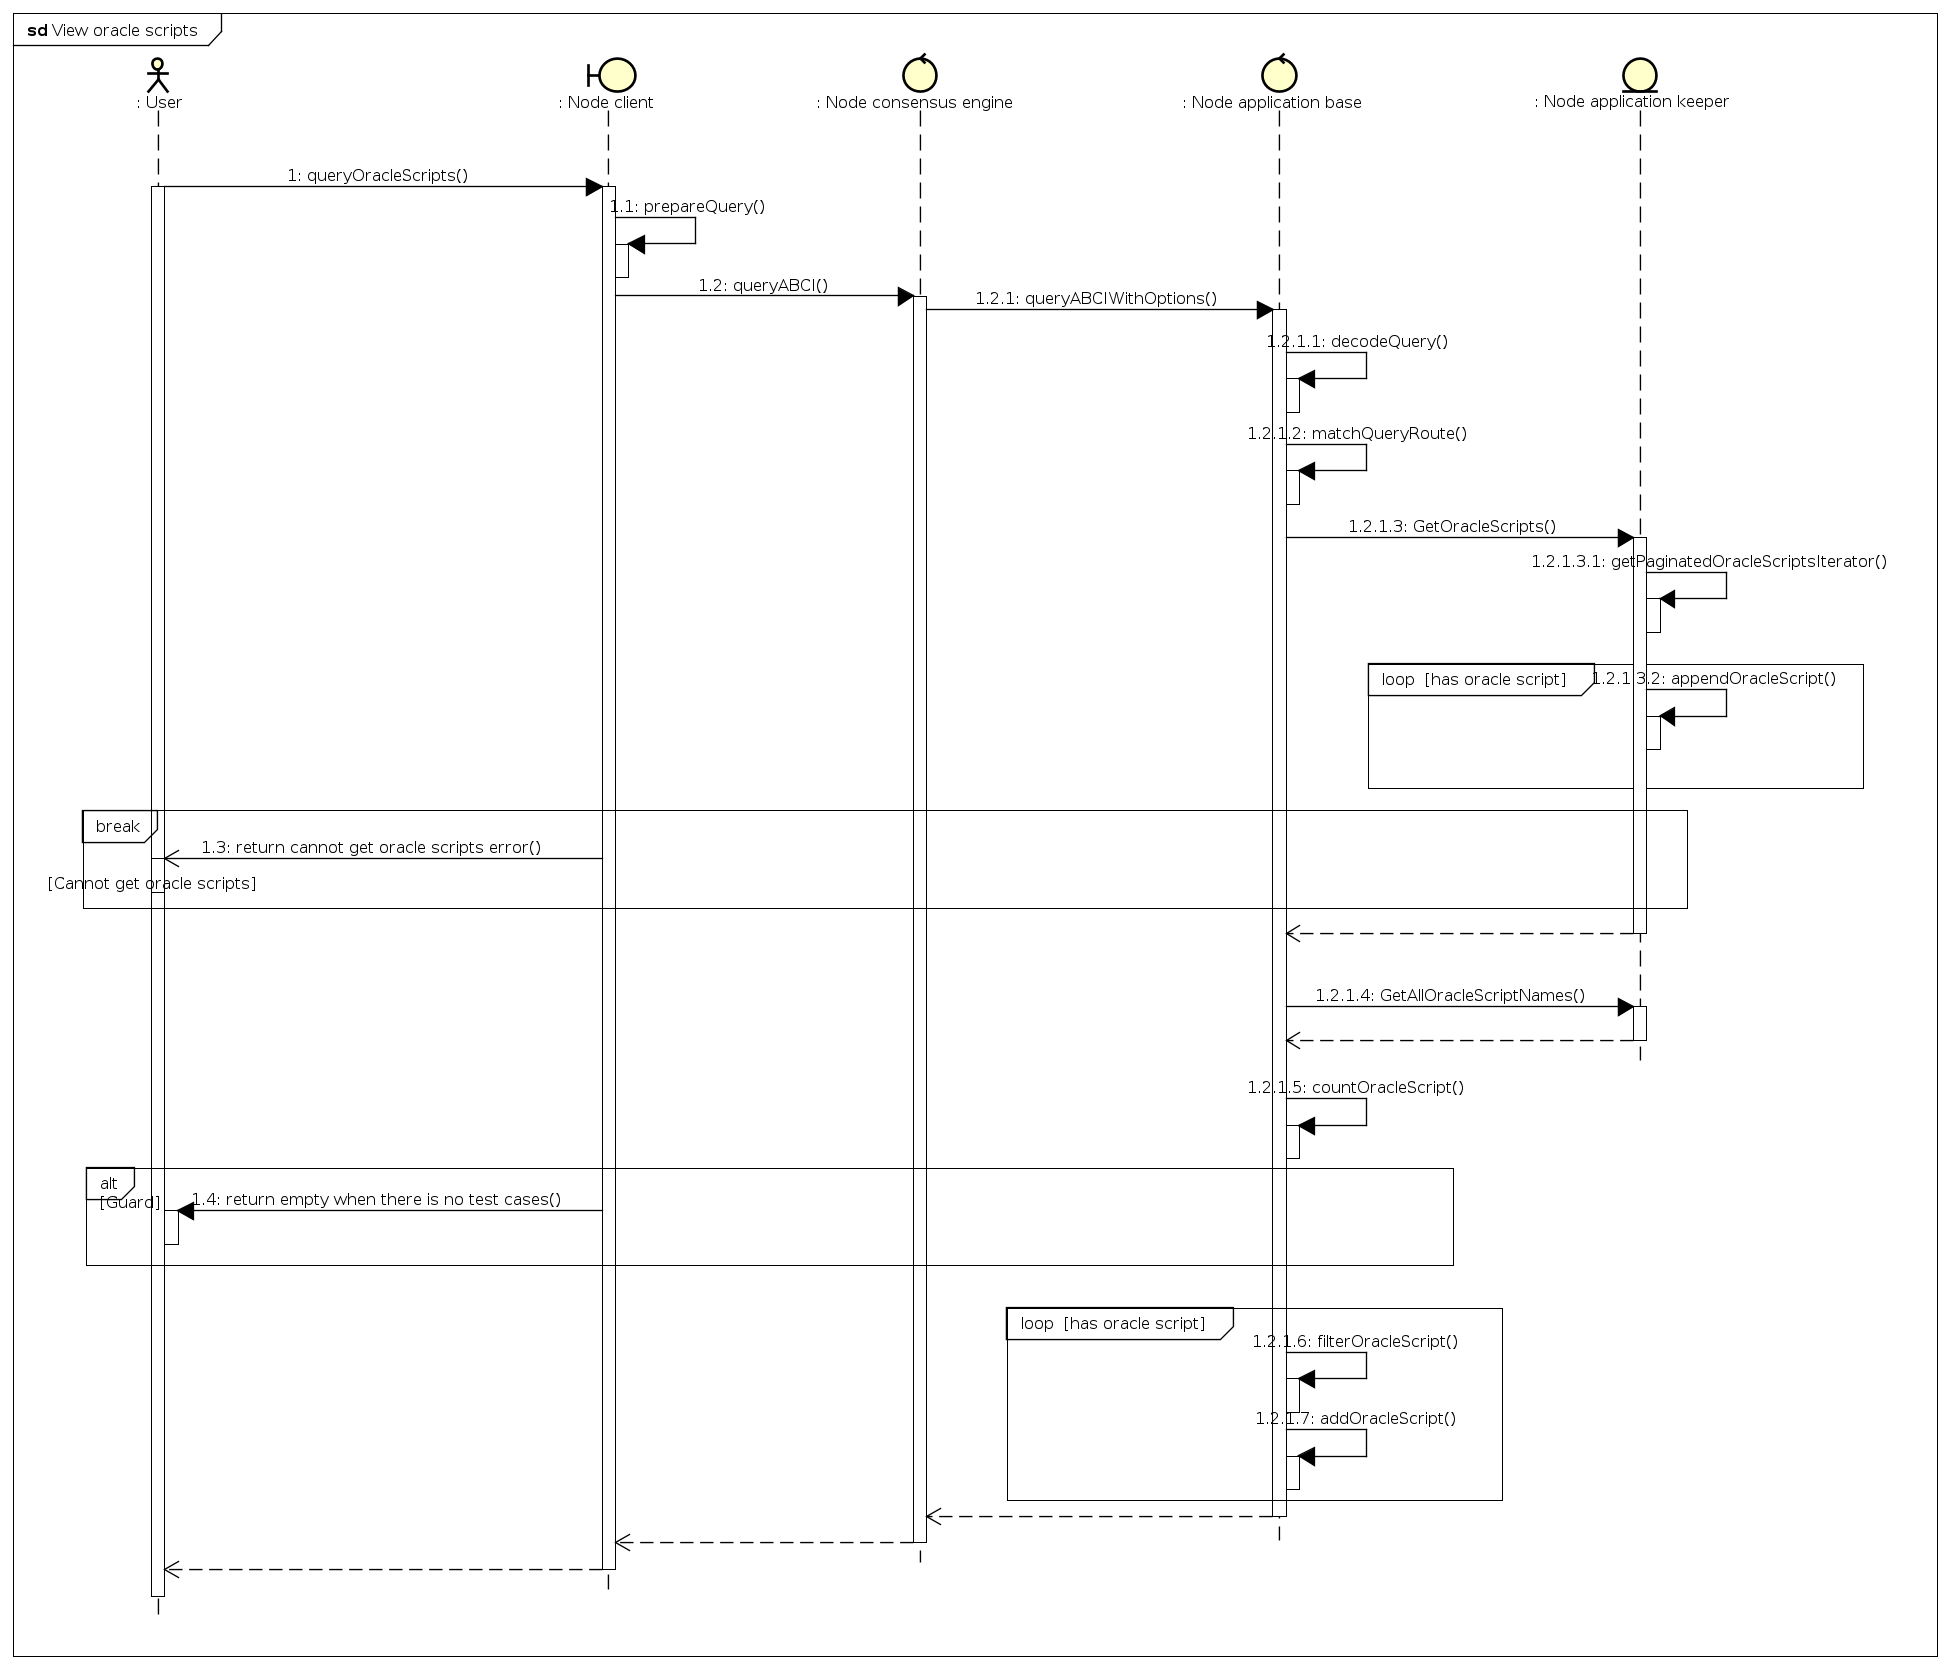 sd View oracle scripts
: User
: Node client
: Node consensus engine
: Node application base
: Node application keeper
1: queryOracleScripts()
1.1: prepareQuery()
1.2: queryABCI()
1.2.1: queryABCIWithOptions()
1.2.1.1: decodeQuery()
1.2.1.2: matchQueryRoute()
1.2.1.3: GetOracleScripts()
1.2.1.3.1: getPaginatedOracleScriptsIterator()
loop [has oracle script]
1.2.1.3.2: appendOracleScript()
break
1.3: return cannot get oracle scripts error()
[Cannot get oracle scripts]
1.2.1.4: GetAllOracleScriptNames()
1.2.1.5: countOracleScript()
alt
[Guard]
1.4: return empty when there is no test cases()
loop [has oracle script]
1.2.1.6: filterOracleScript()
1.2.1.7: addOracleScript()